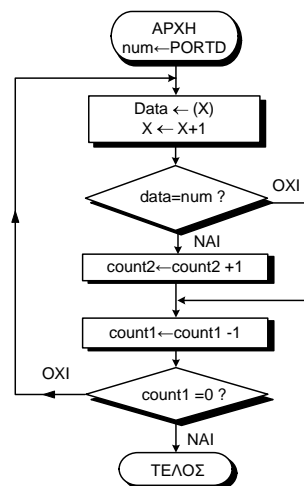 ΑΡΧΗ
num←PORTD
Data ← (X)
X ← X+1
data=num ?
ΟΧΙ
ΝΑΙ
count2←count2 +1
count1←count1 -1
ΟΧΙ
count1 =0 ?
ΝΑΙ
ΤΕΛΟΣ